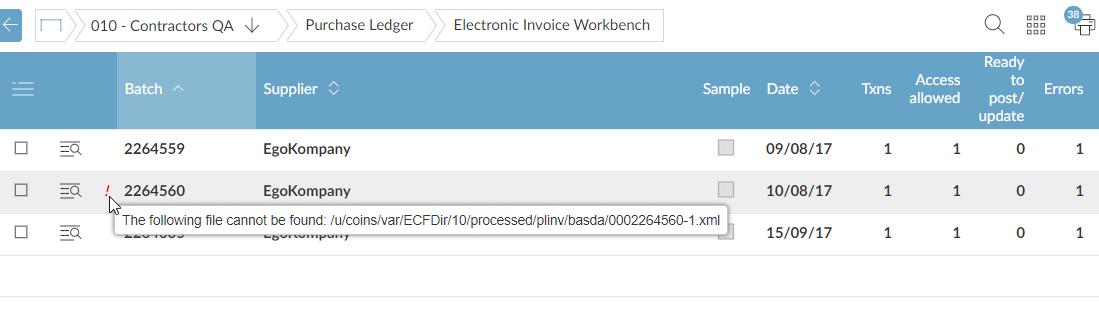 010 - Contractors QA
Purchase Ledger
Electronic Invoice Workbench
38
Batch
Supplier
Sample
Date
Txns
Access
allowed
Ready
to
post/
update
Errors
2264559 EgoKompany 09/08/17 1 1 0 1
! 2264560 EgoKompany 10/08/17 1 1 0 1
The following file cannot be found: /u/coins/var/ECFDir/10/processed/plinv/basda/0002264560-1.xml
EgoKompany 15/09/17 1 1 0 1